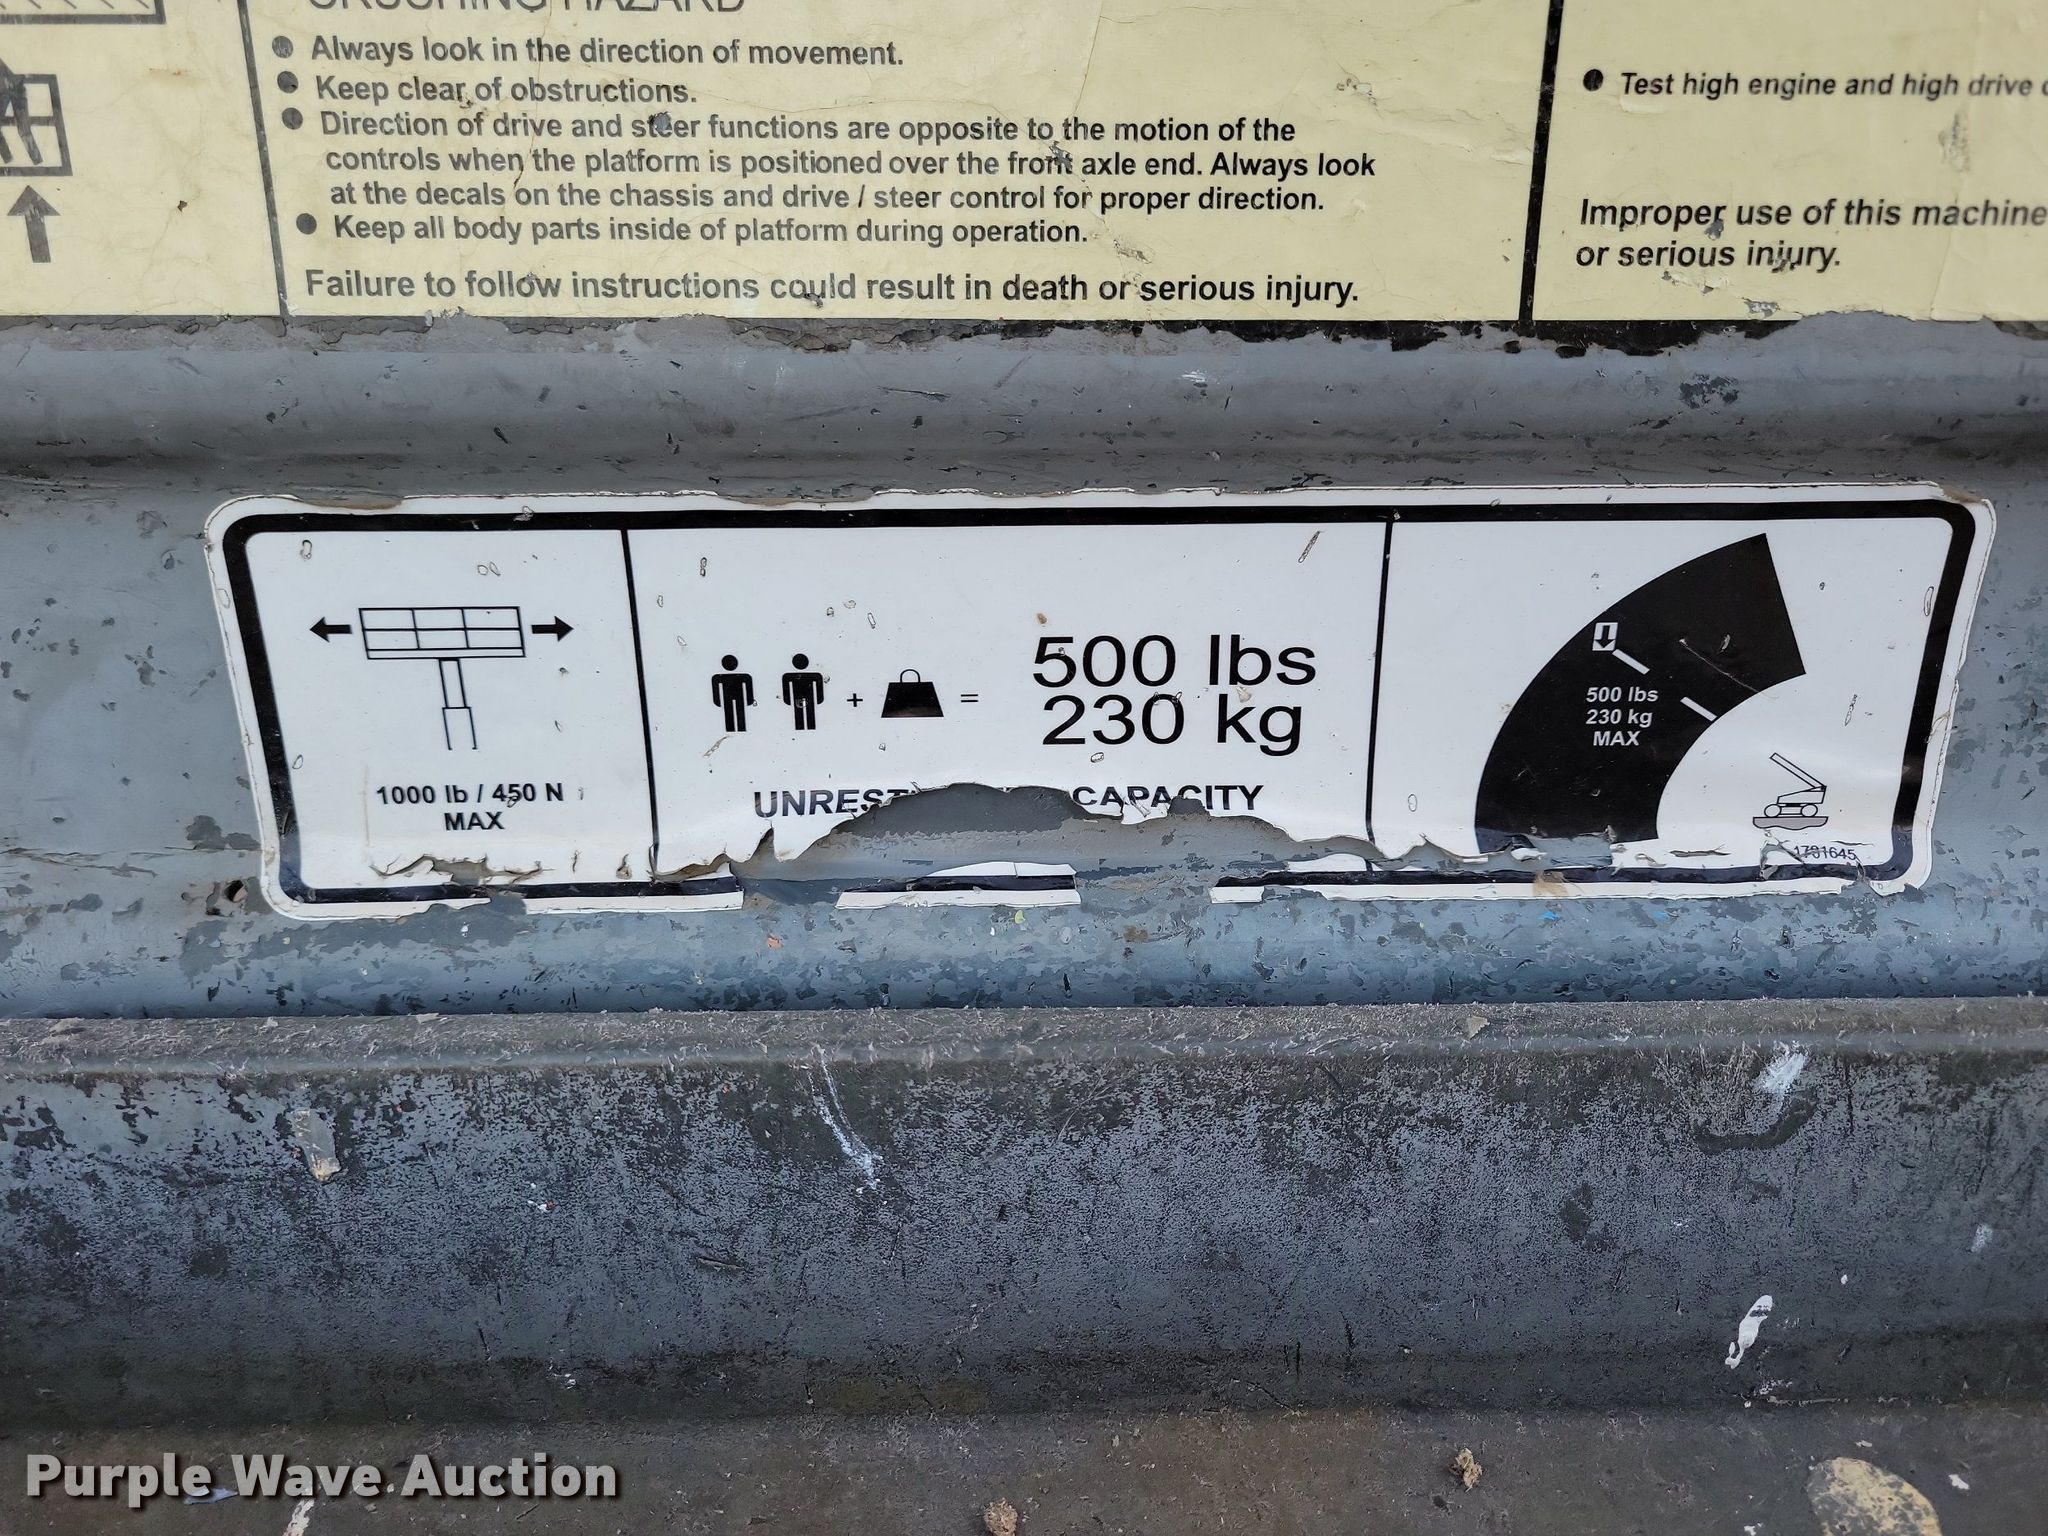 CRUSHING HAZARD
Always look in the direction of movement.
Keep clear of obstructions.
Direction of drive and steer functions are opposite to the motion of the
controls when the platform is positioned over the front axle end. Always look
at the decals on the chassis and drive / steer control for proper direction.
Keep all body parts inside of platform during operation.
Failure to follow instructions could result in death or serious injury.
Test high engine and high drive
Improper use of this machine
or serious injury.
1000 lb / 450 N
MAX
+ =
500 lbs
230 kg
CAPACITY
500 lbs
230 kg
MAX
1701645
Purple Wave Auction